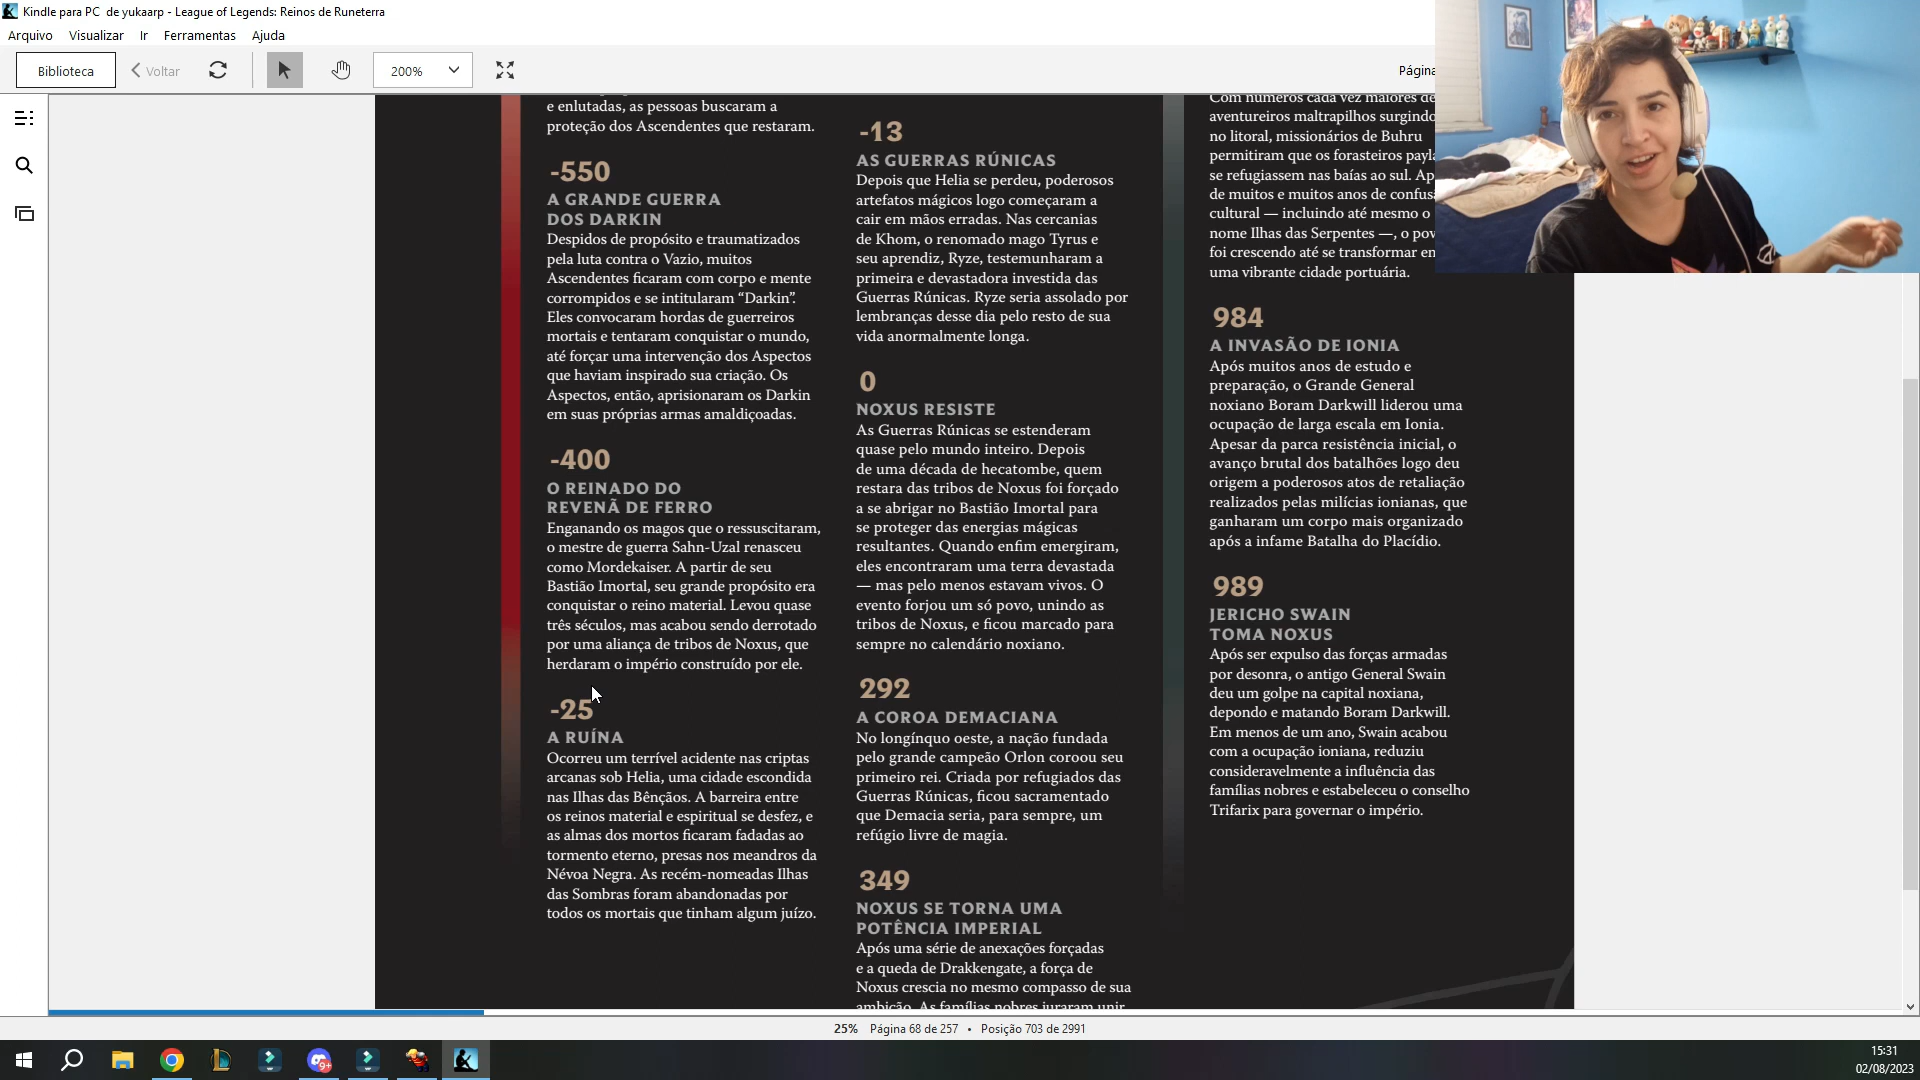 Kindle para PC de yukaarp - League of Legends: Reinos de Runeterra
Arquivo Visualizar Ir Ferramentas Ajuda
Biblioteca
Voltar
200%
Página
e enlutadas, as pessoas buscaram a
proteção dos Ascendentes que restaram.
-550
A GRANDE GUERRA
DOS DARKIN
Despidos de propósito e traumatizados
pela luta contra o Vazio, muitos
Ascendentes ficaram com corpo e mente
corrompidos e se intitularam “Darkin”.
Eles convocaram hordas de guerreiros
mortais e tentaram conquistar o mundo,
até forçar uma intervenção dos Aspectos
que haviam inspirado sua criação. Os
Aspectos, então, aprisionaram os Darkin
em suas próprias armas amaldiçoadas.
-400
O REINADO DO
REVENÃ DE FERRO
Enganando os magos que o ressuscitaram,
o mestre de guerra Sahn-Uzal renasceu
como Mordekaiser. A partir de seu
Bastião Imortal, seu grande propósito era
conquistar o reino material. Levou quase
três séculos, mas acabou sendo derrotado
por uma aliança de tribos de Noxus, que
herdaram o império construído por ele.
-25
A RUÍNA
Ocorreu um terrível acidente nas criptas
arcanas sob Helia, uma cidade escondida
nas Ilhas das Bênçãos. A barreira entre
os reinos material e espiritual se desfez, e
as almas dos mortos ficaram fadadas ao
tormento eterno, presas nos meandros da
Névoa Negra. As recém-nomeadas Ilhas
das Sombras foram abandonadas por
todos os mortais que tinham algum juízo.
-13
AS GUERRAS RÚNICAS
Depois que Helia se perdeu, poderosos
artefatos mágicos logo começaram a
cair em mãos erradas. Nas cercanias
de Khom, o renomado mago Tyrus e
seu aprendiz, Ryze, testemunharam a
primeira e devastadora investida das
Guerras Rúnicas. Ryze seria assolado por
lembranças desse dia pelo resto de sua
vida anormalmente longa.
0
NOXUS RESISTE
As Guerras Rúnicas se estenderam
quase pelo mundo inteiro. Depois
de uma década de hecatombe, quem
restara das tribos de Noxus foi forçado
a se abrigar no Bastião Imortal para
se proteger das energias mágicas
resultantes. Quando enfim emergiram,
eles encontraram uma terra devastada
— mas pelo menos estavam vivos. O
evento forjou um só povo, unindo as
tribos de Noxus, e ficou marcado para
sempre no calendário noxiano.
292
A COROA DEMACIANA
No longínquo oeste, a nação fundada
pelo grande campeão Orlon coroou seu
primeiro rei. Criada por refugiados das
Guerras Rúnicas, ficou sacramentado
que Demacia seria, para sempre, um
refúgio livre de magia.
349
NOXUS SE TORNA UMA
POTÊNCIA IMPERIAL
Após uma série de anexações forçadas
e a queda de Drakkengate, a força de
Noxus crescia no mesmo compasso de sua
ambição. As famílias nobres juraram unir
Com números cada vez maiores de
aventureiros maltrapilhos surgindo
no litoral, missionários de Buhru
permitiram que os forasteiros
se refugiassem nas baías ao sul.
de muitos e muitos anos de
cultural — incluindo até mesmo o
nome Ilhas das Serpentes —, o
foi crescendo até se transformar
uma vibrante cidade portuária.
984
A INVASÃO DE IONIA
Após muitos anos de estudo e
preparação, o Grande General
noxiano Boram Darkwill liderou uma
ocupação de larga escala em Ionia.
Apesar da parca resistência inicial, o
avanço brutal dos batalhões logo deu
origem a poderosos atos de retaliação
realizados pelas milícias ionianas, que
ganharam um corpo mais organizado
após a infame Batalha do Placídio.
989
JERICHO SWAIN
TOMA NOXUS
Após ser expulso das forças armadas
por desonra, o antigo General Swain
deu um golpe na capital noxiana,
depondo e matando Boram Darkwill.
Em menos de um ano, Swain acabou
com a ocupação ioniana, reduziu
consideravelmente a influência das
famílias nobres e estabeleceu o conselho
Trifarix para governar o império.
25% Página 68 de 257 • Posição 703 de 2991
9+
15:31
02/08/2023